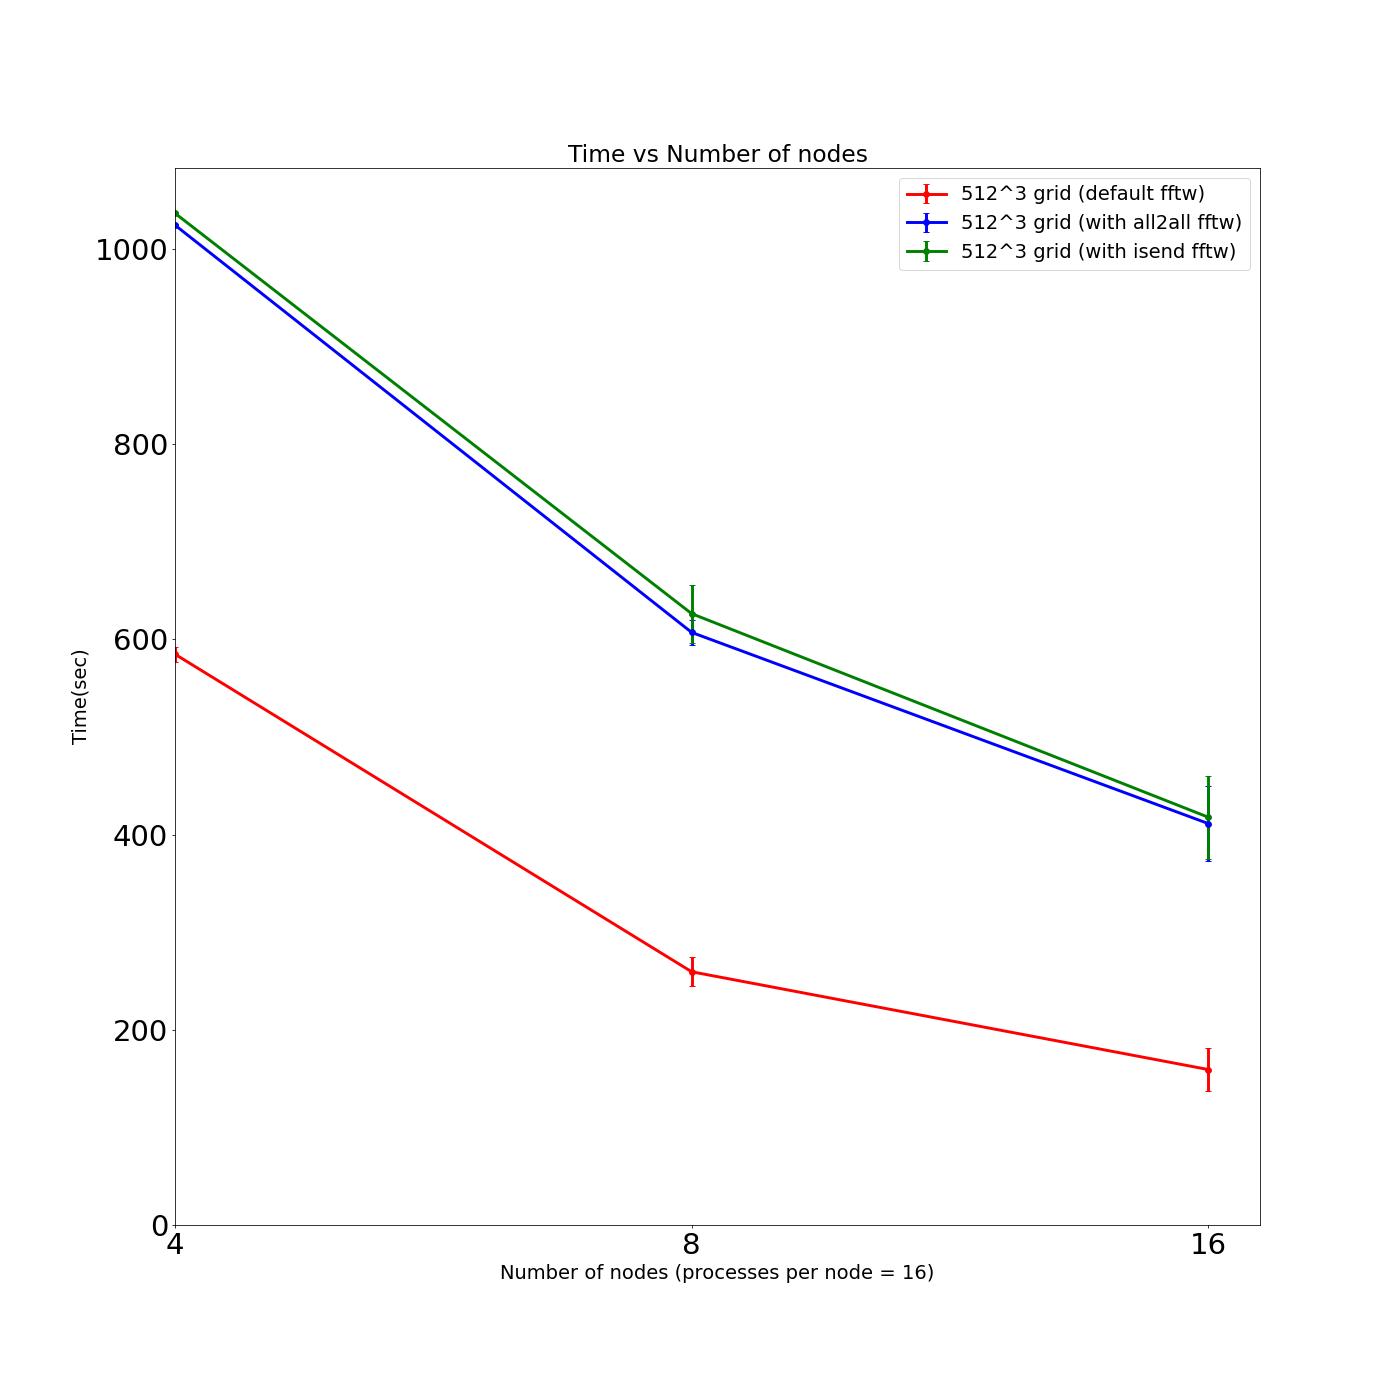 Time vs Number of nodes
512^3 grid (default fftw)
512^3 grid (with all2all fftw)
512^3 grid (with isend fftw)
1000
800
600
400
200
0
Time(sec)
4 8 16
Number of nodes (processes per node = 16)